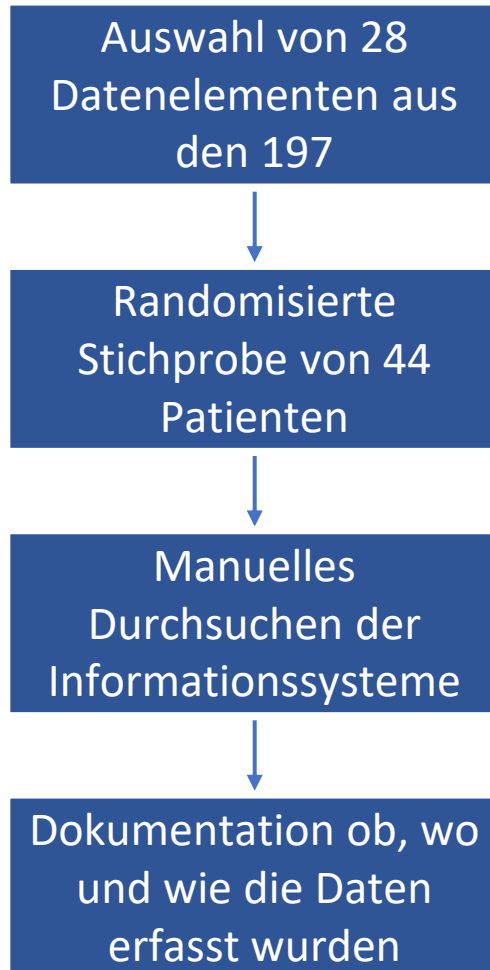 Auswahl von 28
Datenelementen aus
den 197
Randomisierte
Stichprobe von 44
Patienten
Manuelles
Durchsuchen der
Informationssysteme
Dokumentation ob, wo
und wie die Daten
erfasst wurden